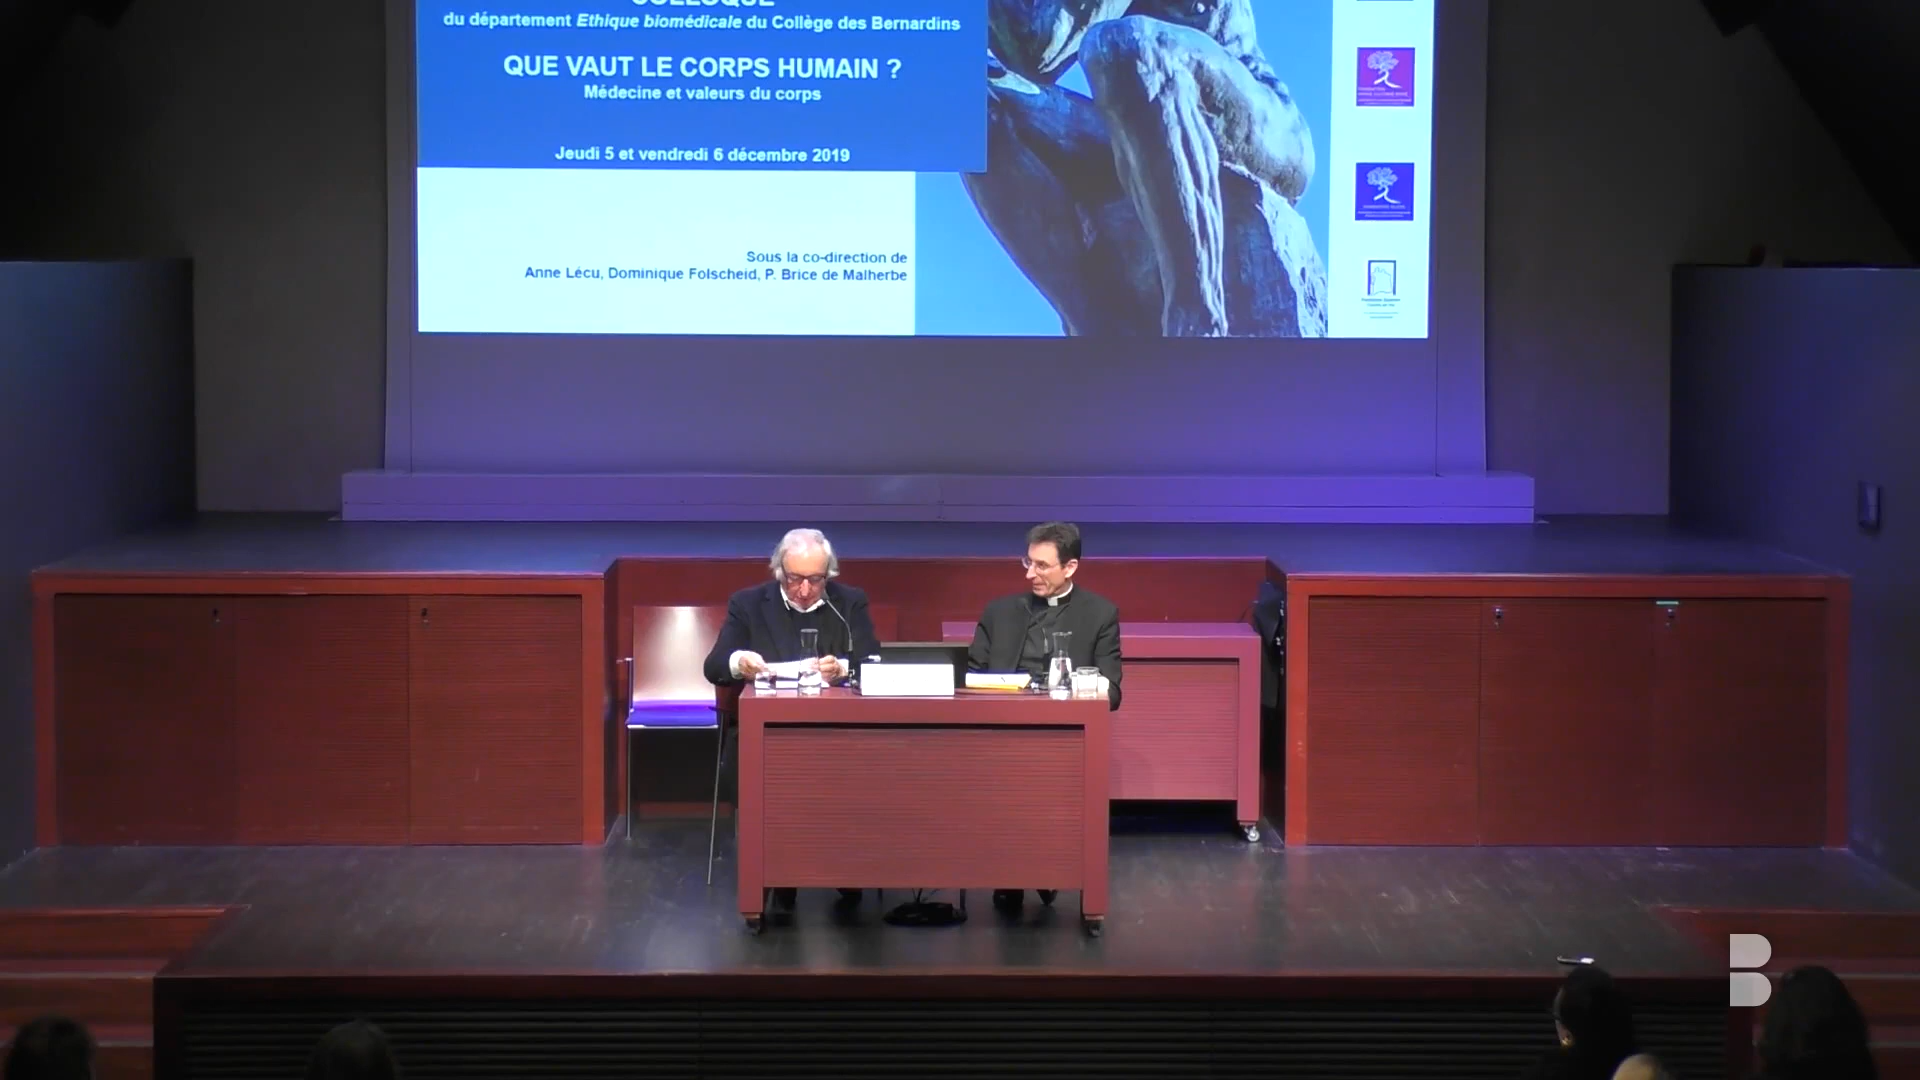 COLLOQUE
du département Ethique biomédicale du Collège des Bernardins
QUE VAUT LE CORPS HUMAIN ?
Médecine et valeurs du corps
Jeudi 5 et vendredi 6 décembre 2019
Sous la co-direction de
Anne Lécu, Dominique Folscheid, P. Brice de Malherbe